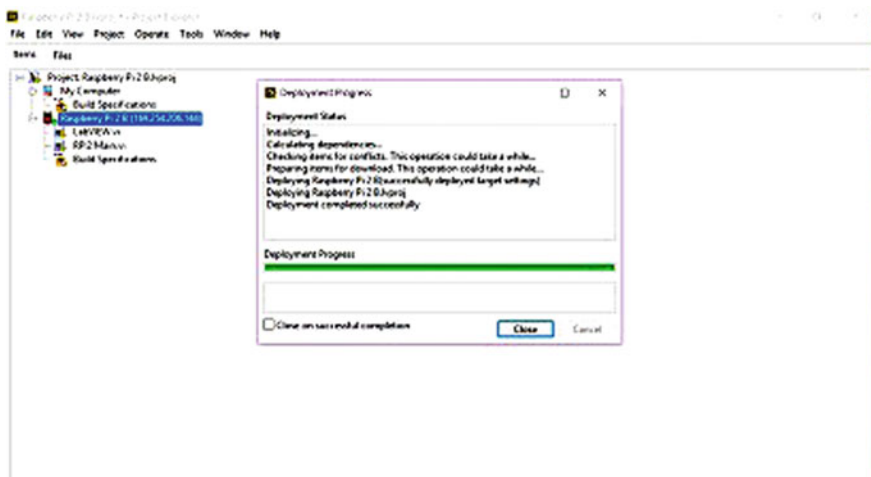 File Edit View Project Operate Tools Window Help
Items Files
Project: Raspberry Pi 2 B.lvproj
My Computer
Build Specifications
Raspberry Pi 2 B
LabVIEW.vi
RP2 Main.vi
Build Specifications
Deployment Progress
Deployment Status
Initializing...
Calculating dependencies...
Checking items for conflicts. This operation could take a while...
Preparing items for download. This operation could take a while...
Deploying Raspberry Pi 2 B(successfully deployed target settings)
Deploying Raspberry Pi 2 B.lvproj
Deployment completed successfully
Deployment Progress
Close on successful completion
Close Cancel